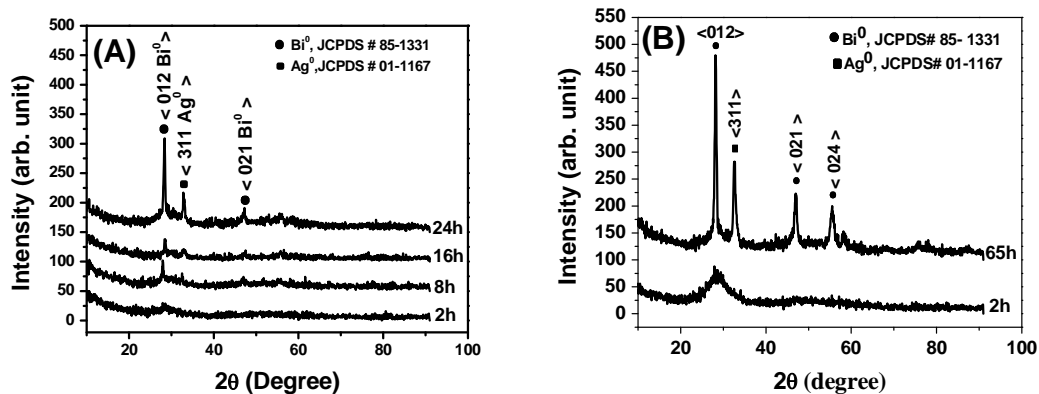 (A)
● Bi⁰, JCPDS # 85-1331
■ Ag⁰,JCPDS # 01-1167
< 012 Bi⁰ >
< 311 Ag⁰ >
< 021 Bi⁰ >
24h
16h
8h
2h
500
450
400
350
300
250
200
150
100
50
0
20 40 60 80 100
Intensity (arb. unit)
2θ (Degree)
(B)
● Bi⁰, JCPDS# 85- 1331
■ Ag⁰, JCPDS# 01-1167
<012>
<311>
< 021 >
< 024 >
65h
2h
550
500
450
400
350
300
250
200
150
100
50
0
20 40 60 80 100
Intensity (arb. unit)
2θ (degree)